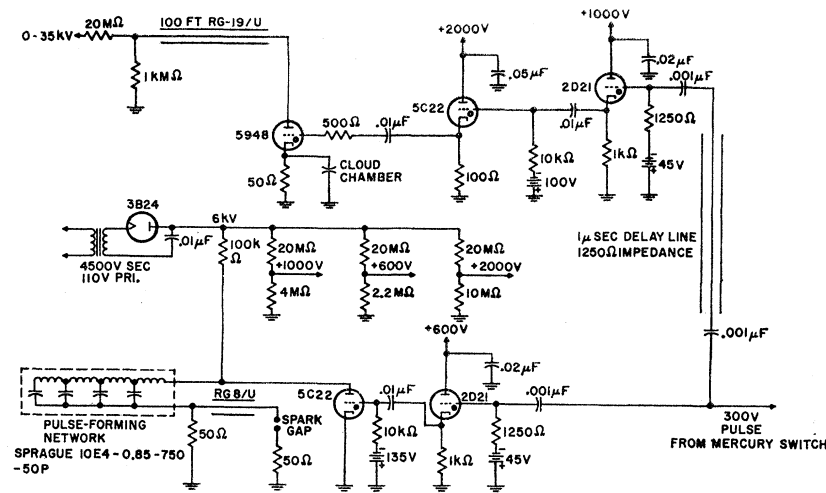 100 FT RG-19/U
20MΩ
0-35kV
1kMΩ
+2000V
.05μF
+1000V
.02μF
.001μF
2D21
5C22
.01μF
1250Ω
5948
500Ω
.01μF
10kΩ
100V
1kΩ
45V
50Ω
CLOUD
CHAMBER
100Ω
3B24
6kV
.01μF
4500V SEC
110V PRI.
100k
Ω
20MΩ
+1000V
4MΩ
20MΩ
+600V
2.2MΩ
20MΩ
+2000V
10MΩ
1μSEC DELAY LINE
1250Ω IMPEDANCE
.001μF
+600V
.02μF
5C22
.01μF
2D21
.001μF
RG8/U
SPARK
GAP
PULSE-FORMING
NETWORK
SPRAGUE 10E4-0,85-750
-50P
50Ω
50Ω
10kΩ
135V
1kΩ
1250Ω
45V
300V
PULSE
FROM MERCURY SWITCH